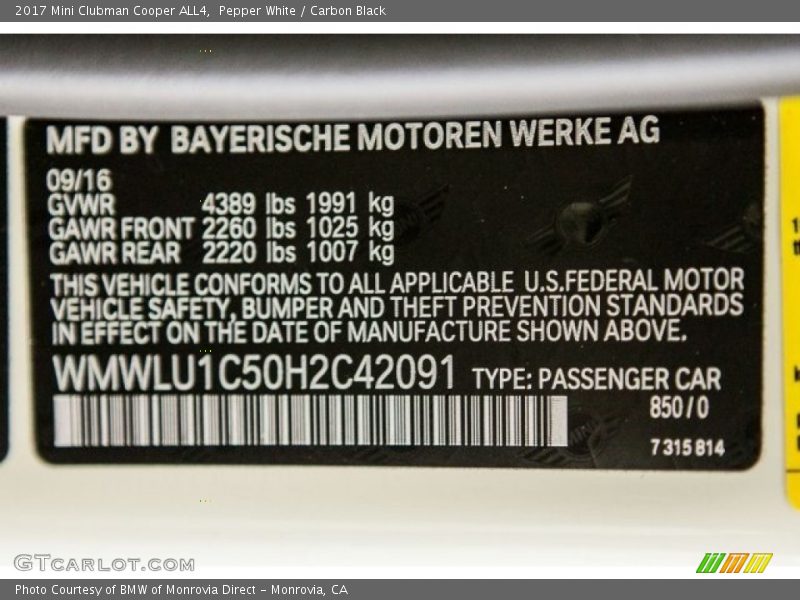 2017 Mini Clubman Cooper ALL4, Pepper White / Carbon Black
MFD BY BAYERISCHE MOTOREN WERKE AG
09/16
GVWR 4389 lbs 1991 kg
GAWR FRONT 2260 lbs 1025 kg
GAWR REAR 2220 lbs 1007 kg
THIS VEHICLE CONFORMS TO ALL APPLICABLE U.S.FEDERAL MOTOR
VEHICLE SAFETY, BUMPER AND THEFT PREVENTION STANDARDS
IN EFFECT ON THE DATE OF MANUFACTURE SHOWN ABOVE.
WMWLU1C50H2C42091 TYPE: PASSENGER CAR
850/0
7 315 814
GTCARLOT.COM
Photo Courtesy of BMW of Monrovia Direct - Monrovia, CA